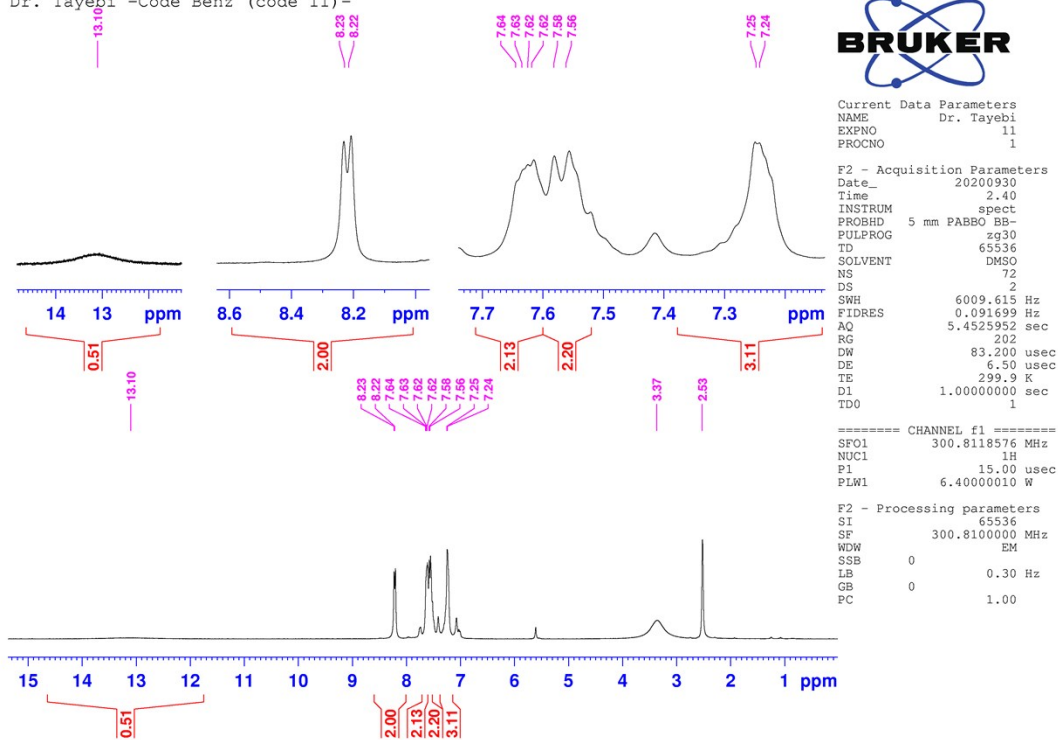 Dr. Tayebi -Code Benz (code 11)-
13.10
8.23
8.22
7.64
7.63
7.62
7.62
7.58
7.56
7.25
7.24
BRUKER
14 13 ppm
8.6 8.4 8.2 ppm
7.7 7.6 7.5 7.4 7.3 ppm
0.51
2.00
2.13
2.20
3.11
13.10
8.23
8.22
7.64
7.63
7.62
7.62
7.58
7.56
7.25
7.24
3.37
2.53
15 14 13 12 11 10 9 8 7 6 5 4 3 2 1 ppm
0.51
2.00
2.13
2.20
3.11
Current Data Parameters
NAME Dr. Tayebi
EXPNO 11
PROCNO 1
F2 - Acquisition Parameters
Date_ 20200930
Time 2.40
INSTRUM spect
PROBHD 5 mm PABBO BB-
PULPROG zg30
TD 65536
SOLVENT DMSO
NS 72
DS 2
SWH 6009.615 Hz
FIDRES 0.091699 Hz
AQ 5.4525952 sec
RG 202
DW 83.200 usec
DE 6.50 usec
TE 299.9 K
D1 1.00000000 sec
TD0 1
======== CHANNEL f1 ========
SFO1 300.8118576 MHz
NUC1 1H
P1 15.00 usec
PLW1 6.40000010 W
F2 - Processing parameters
SI 65536
SF 300.8100000 MHz
WDW EM
SSB 0
LB 0.30 Hz
GB 0
PC 1.00